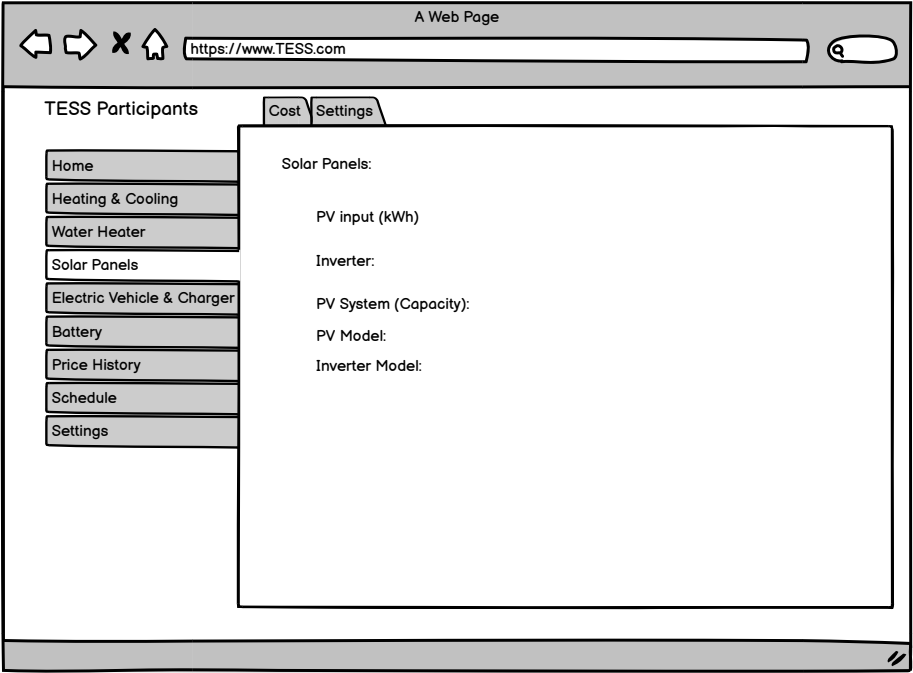 A Web Page
https://www.TESS.com
TESS Participants
Cost
Settings
Home
Heating & Cooling
Water Heater
Solar Panels
Electric Vehicle & Charger
Battery
Price History
Schedule
Settings
Solar Panels:
PV input (kWh)
Inverter:
PV System (Capacity):
PV Model:
Inverter Model: